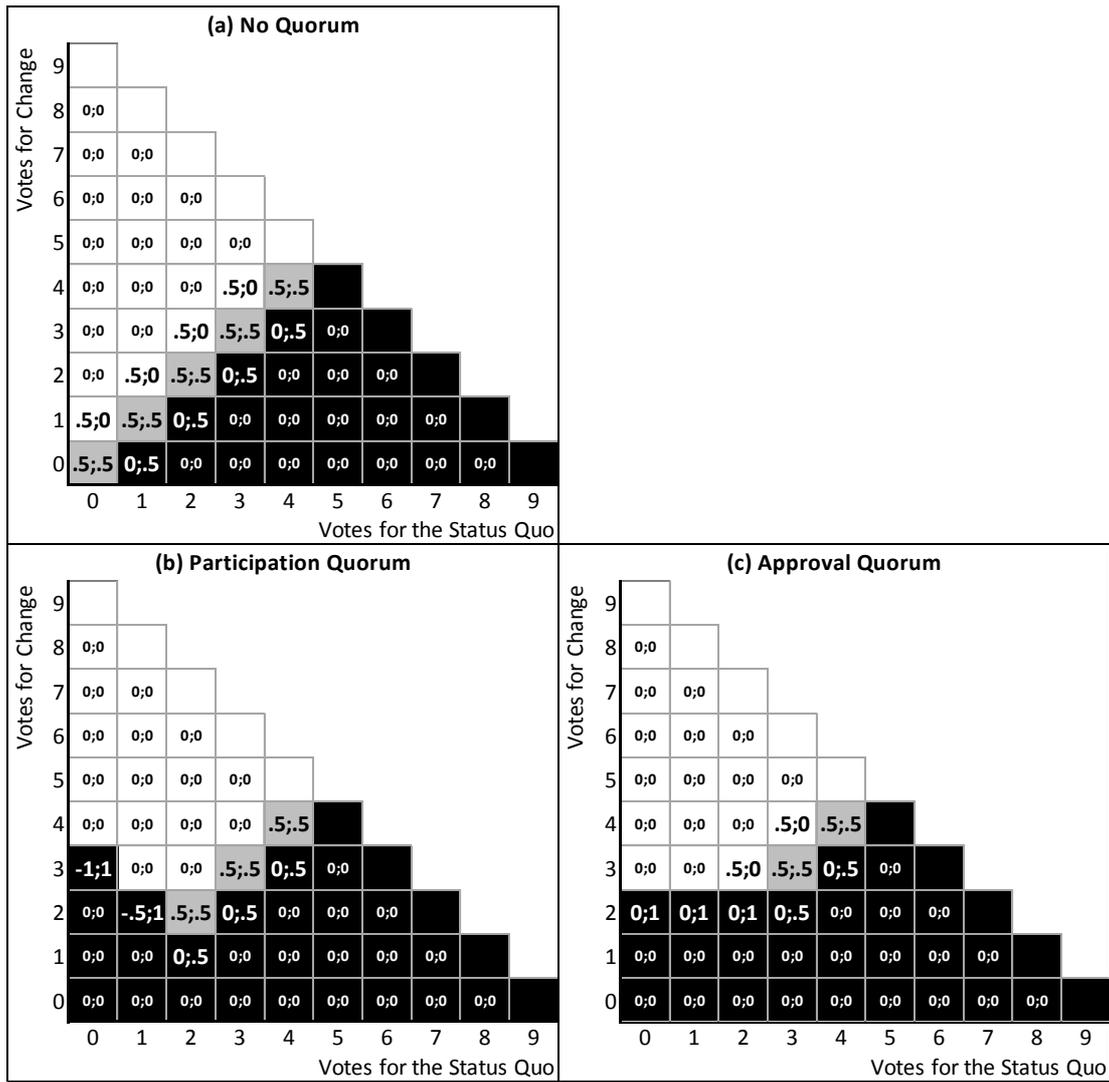 (a) No Quorum
Votes for Change
9
8 0;0
7 0;0 0;0
6 0;0 0;0 0;0
5 0;0 0;0 0;0 0;0
4 0;0 0;0 0;0 .5;0 .5;.5
3 0;0 0;0 .5;0 .5;.5 0;.5 0;0
2 0;0 .5;0 .5;.5 0;.5 0;0 0;0 0;0
1 .5;0 .5;.5 0;.5 0;0 0;0 0;0 0;0 0;0
0 .5;.5 0;.5 0;0 0;0 0;0 0;0 0;0 0;0 0;0
0 1 2 3 4 5 6 7 8 9
Votes for the Status Quo
(b) Participation Quorum
Votes for Change
9
8 0;0
7 0;0 0;0
6 0;0 0;0 0;0
5 0;0 0;0 0;0 0;0
4 0;0 0;0 0;0 0;0 .5;.5
3 -1;1 0;0 0;0 .5;.5 0;.5 0;0
2 0;0 -.5;1 .5;.5 0;.5 0;0 0;0 0;0
1 0;0 0;0 0;.5 0;0 0;0 0;0 0;0 0;0
0 0;0 0;0 0;0 0;0 0;0 0;0 0;0 0;0 0;0
0 1 2 3 4 5 6 7 8 9
Votes for the Status Quo
(c) Approval Quorum
Votes for Change
9
8 0;0
7 0;0 0;0
6 0;0 0;0 0;0
5 0;0 0;0 0;0 0;0
4 0;0 0;0 0;0 .5;0 .5;.5
3 0;0 0;0 .5;0 .5;.5 0;.5 0;0
2 0;1 0;1 0;1 0;.5 0;0 0;0 0;0
1 0;0 0;0 0;0 0;0 0;0 0;0 0;0 0;0
0 0;0 0;0 0;0 0;0 0;0 0;0 0;0 0;0 0;0
0 1 2 3 4 5 6 7 8 9
Votes for the Status Quo